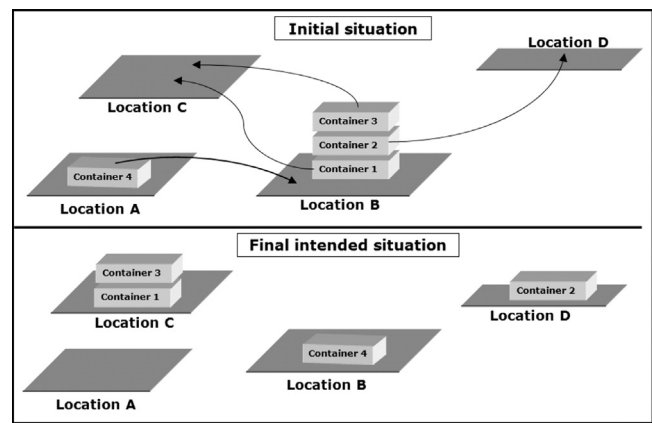 Initial situation
Location D
Location C
Container 3
Container 2
Container 1
Container 4
Location A
Location B
Final intended situation
Container 3
Container 1
Location C
Container 2
Location D
Container 4
Location B
Location A